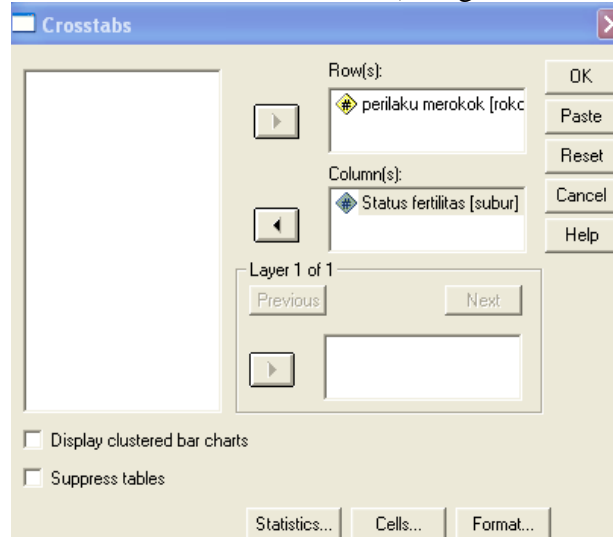 Crosstabs
Row(s):
perilaku merokok [rokc
OK
Paste
Reset
Cancel
Help
Column(s):
Status fertilitas [subur]
Layer 1 of 1
Previous
Next
Display clustered bar charts
Suppress tables
Statistics...
Cells...
Format...